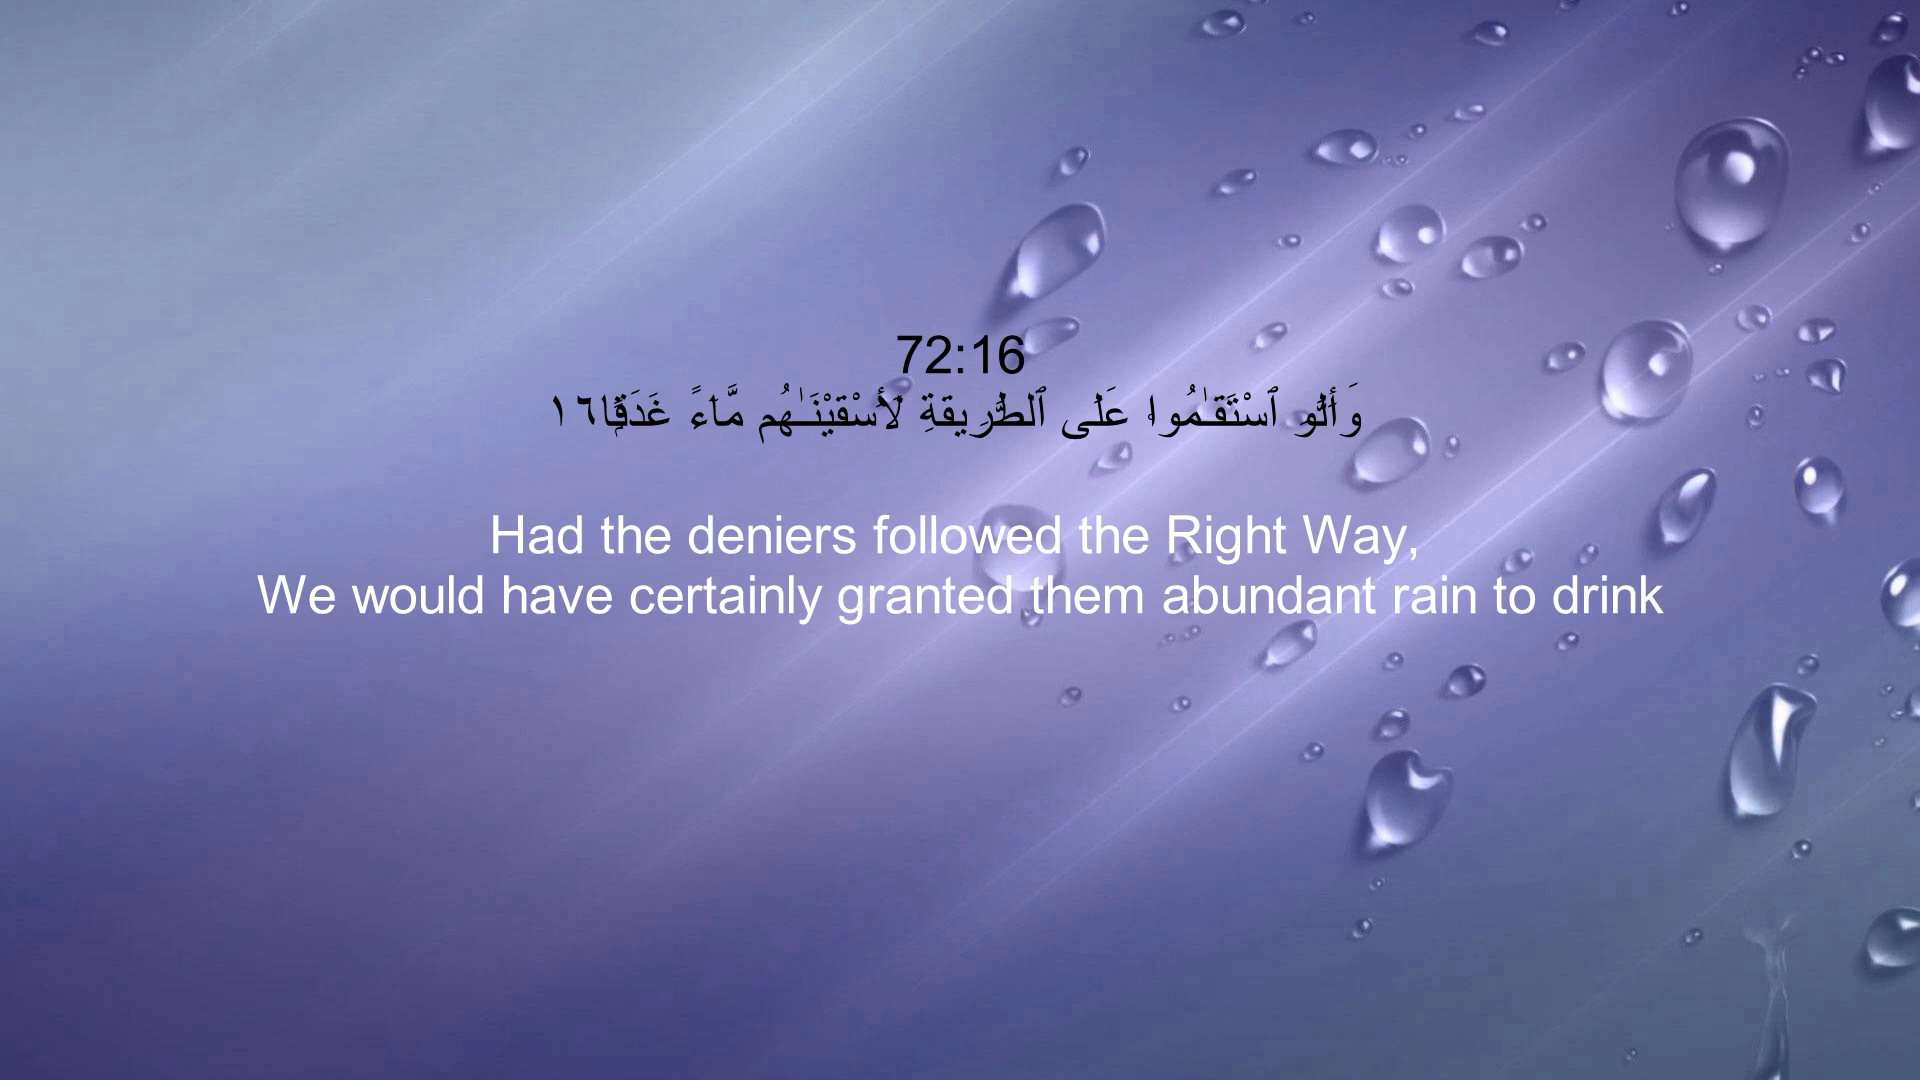 72:16
وَأَلَّوِ ٱسْتَقَـٰمُوا۟ عَلَى ٱلطَّرِيقَةِ لَأَسْقَيْنَـٰهُم مَّآءً غَدَقًۭا ١٦
Had the deniers followed the Right Way,
We would have certainly granted them abundant rain to drink